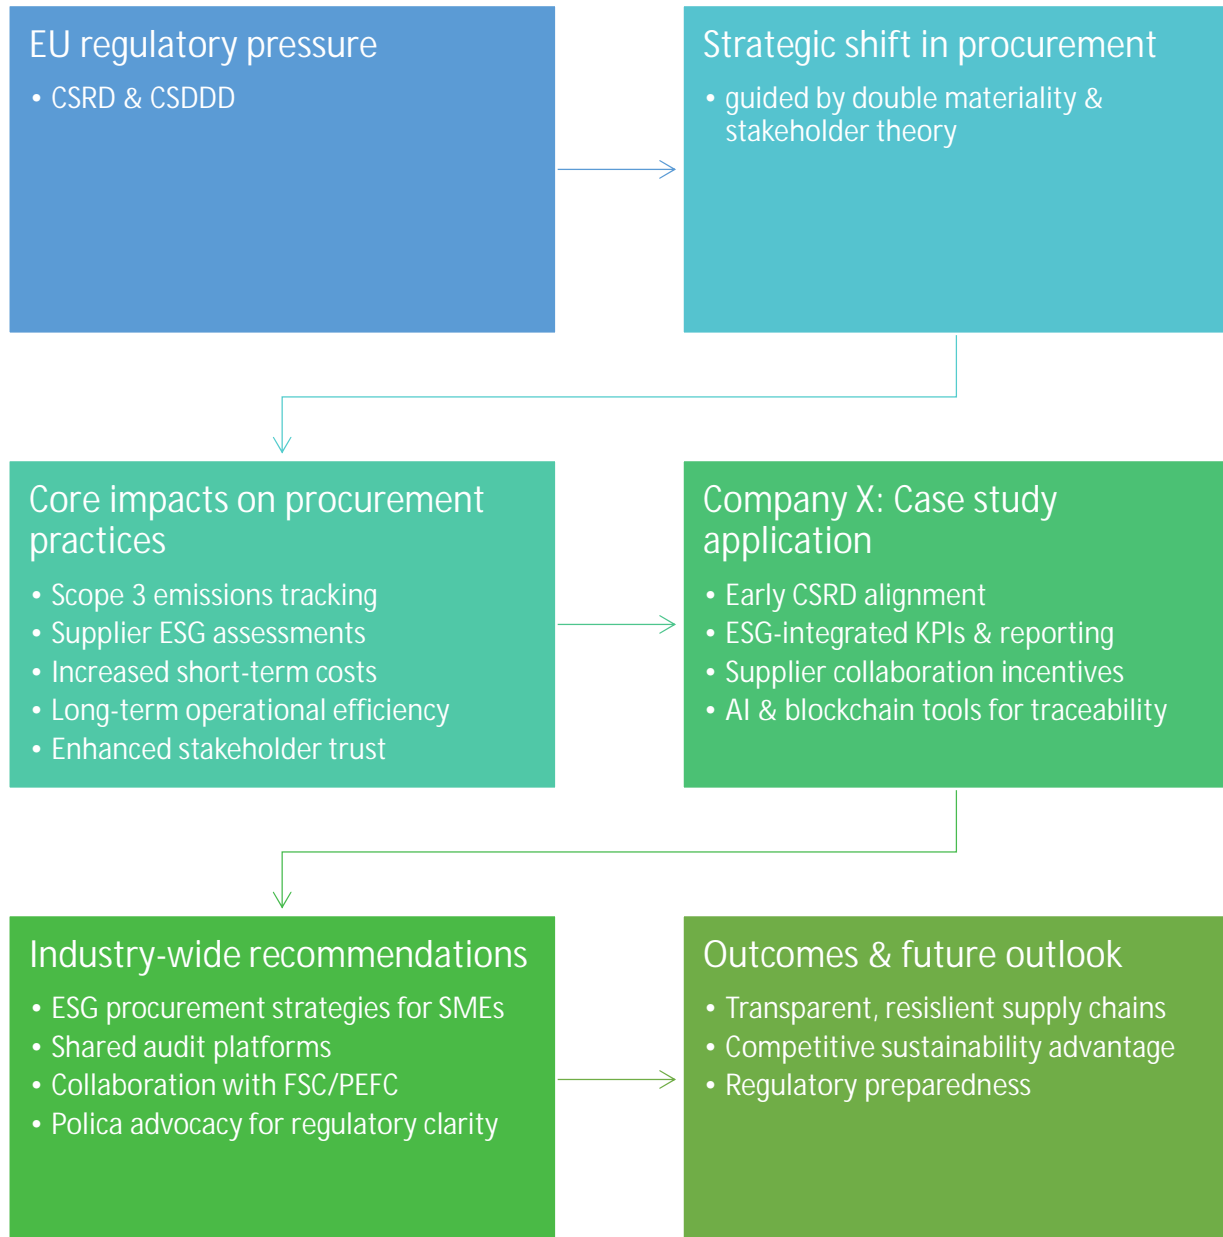 EU regulatory pressure
• CSRD & CSDDD
Strategic shift in procurement
• guided by double materiality &
stakeholder theory
Core impacts on procurement
practices
• Scope 3 emissions tracking
• Supplier ESG assessments
• Increased short-term costs
• Long-term operational efficiency
• Enhanced stakeholder trust
Company X: Case study
application
• Early CSRD alignment
• ESG-integrated KPIs & reporting
• Supplier collaboration incentives
• AI & blockchain tools for traceability
Industry-wide recommendations
• ESG procurement strategies for SMEs
• Shared audit platforms
• Collaboration with FSC/PEFC
• Polica advocacy for regulatory clarity
Outcomes & future outlook
• Transparent, resislient supply chains
• Competitive sustainability advantage
• Regulatory preparedness